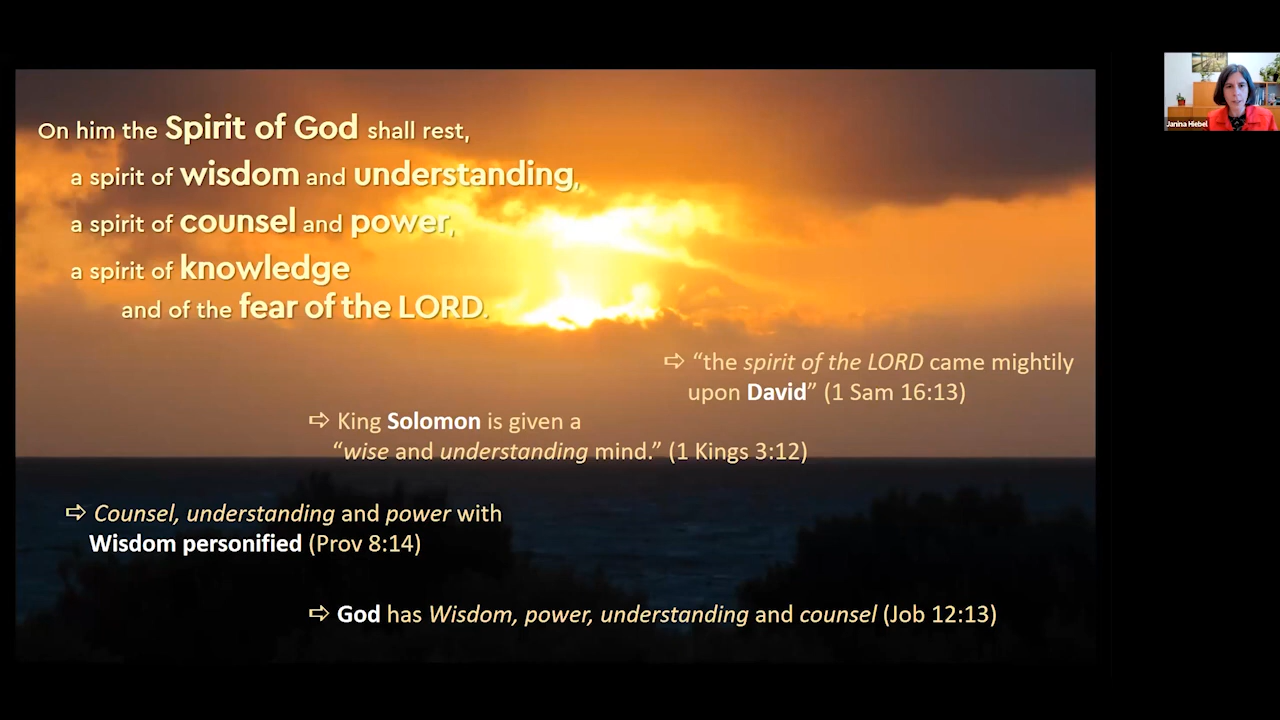 On him the Spirit of God shall rest,
a spirit of wisdom and understanding,
a spirit of counsel and power,
a spirit of knowledge
and of the fear of the LORD.
⇨ “the spirit of the LORD came mightily
upon David” (1 Sam 16:13)
⇨ King Solomon is given a
“wise and understanding mind.” (1 Kings 3:12)
⇨ Counsel, understanding and power with
Wisdom personified (Prov 8:14)
⇨ God has Wisdom, power, understanding and counsel (Job 12:13)
Janina Hiebel